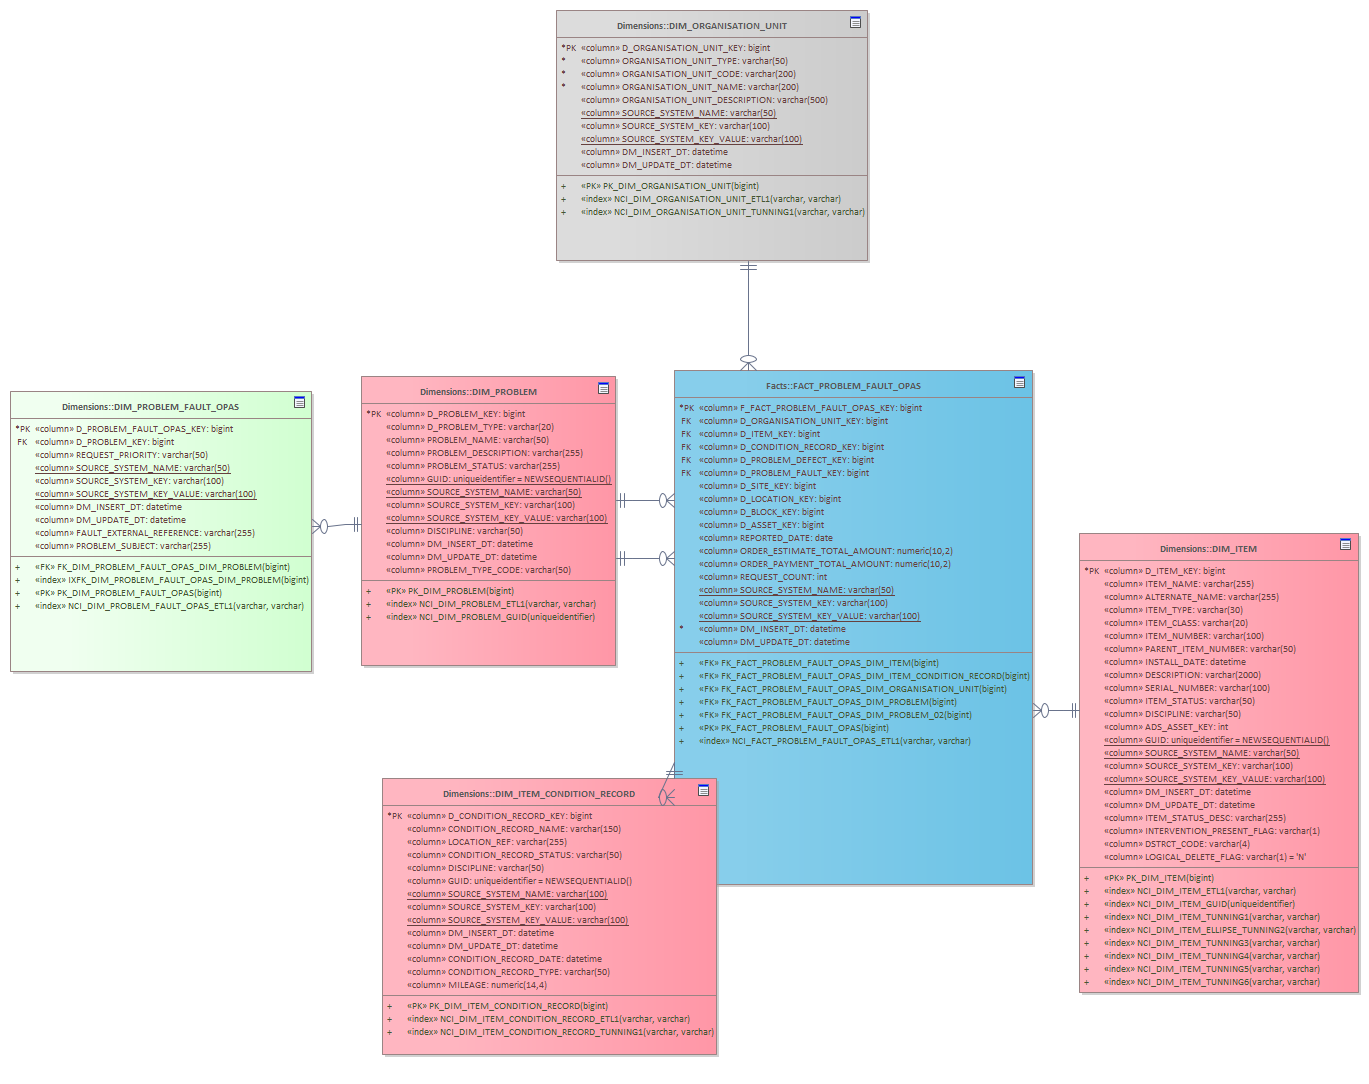 Dimensions::DIM_ORGANISATION_UNIT
*PK «column» D_ORGANISATION_UNIT_KEY: bigint
* «column» ORGANISATION_UNIT_TYPE: varchar(50)
* «column» ORGANISATION_UNIT_CODE: varchar(200)
* «column» ORGANISATION_UNIT_NAME: varchar(200)
«column» ORGANISATION_UNIT_DESCRIPTION: varchar(500)
«column» SOURCE_SYSTEM_NAME: varchar(50)
«column» SOURCE_SYSTEM_KEY: varchar(100)
«column» SOURCE_SYSTEM_KEY_VALUE: varchar(100)
«column» DM_INSERT_DT: datetime
«column» DM_UPDATE_DT: datetime
+ «PK» PK_DIM_ORGANISATION_UNIT(bigint)
+ «index» NCI_DIM_ORGANISATION_UNIT_ETL1(varchar, varchar)
+ «index» NCI_DIM_ORGANISATION_UNIT_TUNNING1(varchar, varchar)
Dimensions::DIM_PROBLEM_FAULT_OPAS
*PK «column» D_PROBLEM_FAULT_OPAS_KEY: bigint
FK «column» D_PROBLEM_KEY: bigint
«column» REQUEST_PRIORITY: varchar(50)
«column» SOURCE_SYSTEM_NAME: varchar(50)
«column» SOURCE_SYSTEM_KEY: varchar(100)
«column» SOURCE_SYSTEM_KEY_VALUE: varchar(100)
«column» DM_INSERT_DT: datetime
«column» DM_UPDATE_DT: datetime
«column» FAULT_EXTERNAL_REFERENCE: varchar(255)
«column» PROBLEM_SUBJECT: varchar(255)
+ «FK» FK_DIM_PROBLEM_FAULT_OPAS_DIM_PROBLEM(bigint)
+ «index» IXFK_DIM_PROBLEM_FAULT_OPAS_DIM_PROBLEM(bigint)
+ «PK» PK_DIM_PROBLEM_FAULT_OPAS(bigint)
+ «index» NCI_DIM_PROBLEM_FAULT_OPAS_ETL1(varchar, varchar)
Dimensions::DIM_PROBLEM
*PK «column» D_PROBLEM_KEY: bigint
«column» D_PROBLEM_TYPE: varchar(20)
«column» PROBLEM_NAME: varchar(50)
«column» PROBLEM_DESCRIPTION: varchar(255)
«column» PROBLEM_STATUS: varchar(255)
«column» GUID: uniqueidentifier = NEWSEQUENTIALID()
«column» SOURCE_SYSTEM_NAME: varchar(50)
«column» SOURCE_SYSTEM_KEY: varchar(100)
«column» SOURCE_SYSTEM_KEY_VALUE: varchar(100)
«column» DISCIPLINE: varchar(50)
«column» DM_INSERT_DT: datetime
«column» DM_UPDATE_DT: datetime
«column» PROBLEM_TYPE_CODE: varchar(50)
+ «PK» PK_DIM_PROBLEM(bigint)
+ «index» NCI_DIM_PROBLEM_ETL1(varchar, varchar)
+ «index» NCI_DIM_PROBLEM_GUID(uniqueidentifier)
Facts::FACT_PROBLEM_FAULT_OPAS
*PK «column» F_FACT_PROBLEM_FAULT_OPAS_KEY: bigint
FK «column» D_ORGANISATION_UNIT_KEY: bigint
FK «column» D_ITEM_KEY: bigint
FK «column» D_CONDITION_RECORD_KEY: bigint
FK «column» D_PROBLEM_DEFECT_KEY: bigint
FK «column» D_PROBLEM_FAULT_KEY: bigint
«column» D_SITE_KEY: bigint
«column» D_LOCATION_KEY: bigint
«column» D_BLOCK_KEY: bigint
«column» D_ASSET_KEY: bigint
«column» REPORTED_DATE: date
«column» ORDER_ESTIMATE_TOTAL_AMOUNT: numeric(10,2)
«column» ORDER_PAYMENT_TOTAL_AMOUNT: numeric(10,2)
«column» REQUEST_COUNT: int
«column» SOURCE_SYSTEM_NAME: varchar(50)
«column» SOURCE_SYSTEM_KEY: varchar(100)
«column» SOURCE_SYSTEM_KEY_VALUE: varchar(100)
* «column» DM_INSERT_DT: datetime
«column» DM_UPDATE_DT: datetime
+ «FK» FK_FACT_PROBLEM_FAULT_OPAS_DIM_ITEM(bigint)
+ «FK» FK_FACT_PROBLEM_FAULT_OPAS_DIM_ITEM_CONDITION_RECORD(bigint)
+ «FK» FK_FACT_PROBLEM_FAULT_OPAS_DIM_ORGANISATION_UNIT(bigint)
+ «FK» FK_FACT_PROBLEM_FAULT_OPAS_DIM_PROBLEM(bigint)
+ «FK» FK_FACT_PROBLEM_FAULT_OPAS_DIM_PROBLEM_02(bigint)
+ «PK» PK_FACT_PROBLEM_FAULT_OPAS(bigint)
+ «index» NCI_FACT_PROBLEM_FAULT_OPAS_ETL1(varchar, varchar)
Dimensions::DIM_ITEM
*PK «column» D_ITEM_KEY: bigint
«column» ITEM_NAME: varchar(255)
«column» ALTERNATE_NAME: varchar(255)
«column» ITEM_TYPE: varchar(30)
«column» ITEM_CLASS: varchar(20)
«column» ITEM_NUMBER: varchar(100)
«column» PARENT_ITEM_NUMBER: varchar(50)
«column» INSTALL_DATE: datetime
«column» DESCRIPTION: varchar(2000)
«column» SERIAL_NUMBER: varchar(100)
«column» ITEM_STATUS: varchar(50)
«column» DISCIPLINE: varchar(50)
«column» ADS_ASSET_KEY: int
«column» GUID: uniqueidentifier = NEWSEQUENTIALID()
«column» SOURCE_SYSTEM_NAME: varchar(50)
«column» SOURCE_SYSTEM_KEY: varchar(100)
«column» SOURCE_SYSTEM_KEY_VALUE: varchar(100)
«column» DM_INSERT_DT: datetime
«column» DM_UPDATE_DT: datetime
«column» ITEM_STATUS_DESC: varchar(255)
«column» INTERVENTION_PRESENT_FLAG: varchar(1)
«column» DSTRCT_CODE: varchar(4)
«column» LOGICAL_DELETE_FLAG: varchar(1) = 'N'
+ «PK» PK_DIM_ITEM(bigint)
+ «index» NCI_DIM_ITEM_ETL1(varchar, varchar)
+ «index» NCI_DIM_ITEM_GUID(uniqueidentifier)
+ «index» NCI_DIM_ITEM_TUNNING1(varchar, varchar)
+ «index» NCI_DIM_ITEM_ELLIPSE_TUNNING2(varchar, varchar)
+ «index» NCI_DIM_ITEM_TUNNING3(varchar, varchar)
+ «index» NCI_DIM_ITEM_TUNNING4(varchar, varchar)
+ «index» NCI_DIM_ITEM_TUNNING5(varchar, varchar)
+ «index» NCI_DIM_ITEM_TUNNING6(varchar, varchar)
Dimensions::DIM_ITEM_CONDITION_RECORD
*PK «column» D_CONDITION_RECORD_KEY: bigint
«column» CONDITION_RECORD_NAME: varchar(150)
«column» LOCATION_REF: varchar(255)
«column» CONDITION_RECORD_STATUS: varchar(50)
«column» DISCIPLINE: varchar(50)
«column» GUID: uniqueidentifier = NEWSEQUENTIALID()
«column» SOURCE_SYSTEM_NAME: varchar(100)
«column» SOURCE_SYSTEM_KEY: varchar(100)
«column» SOURCE_SYSTEM_KEY_VALUE: varchar(100)
«column» DM_INSERT_DT: datetime
«column» DM_UPDATE_DT: datetime
«column» CONDITION_RECORD_DATE: datetime
«column» CONDITION_RECORD_TYPE: varchar(50)
«column» MILEAGE: numeric(14,4)
+ «PK» PK_DIM_ITEM_CONDITION_RECORD(bigint)
+ «index» NCI_DIM_ITEM_CONDITION_RECORD_ETL1(varchar, varchar)
+ «index» NCI_DIM_ITEM_CONDITION_RECORD_TUNNING1(varchar, varchar)